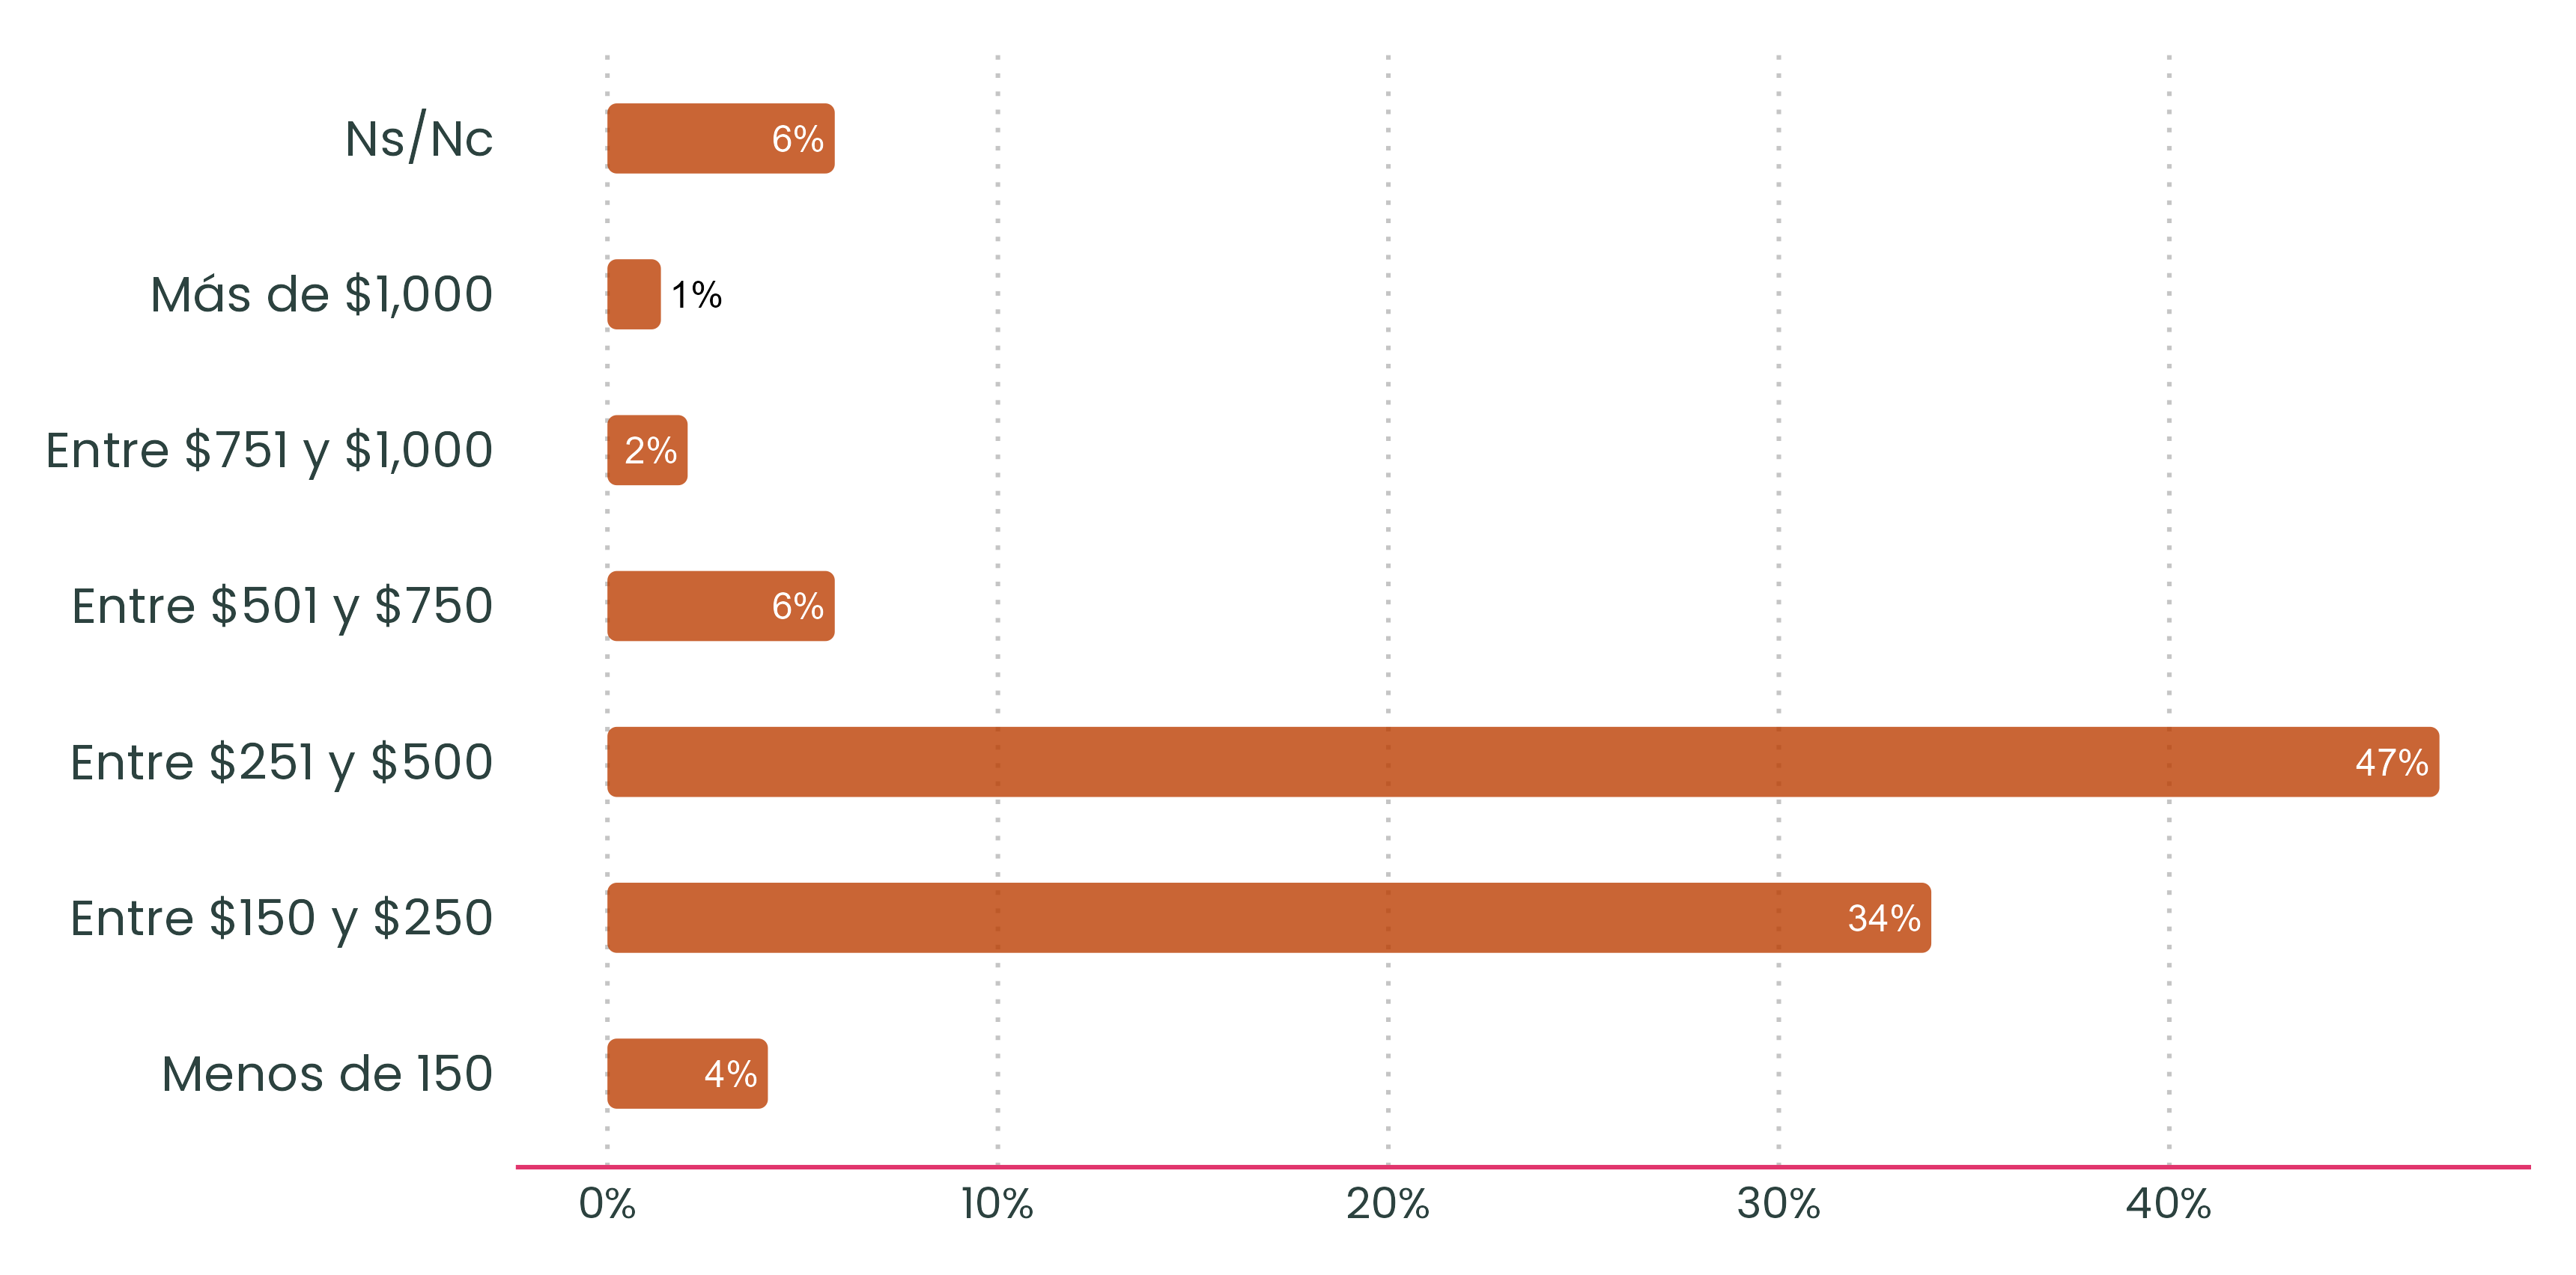 Ns/Nc 6%
Más de $1,000 1%
Entre $751 y $1,000 2%
Entre $501 y $750 6%
Entre $251 y $500 47%
Entre $150 y $250 34%
Menos de 150 4%
0% 10% 20% 30% 40%